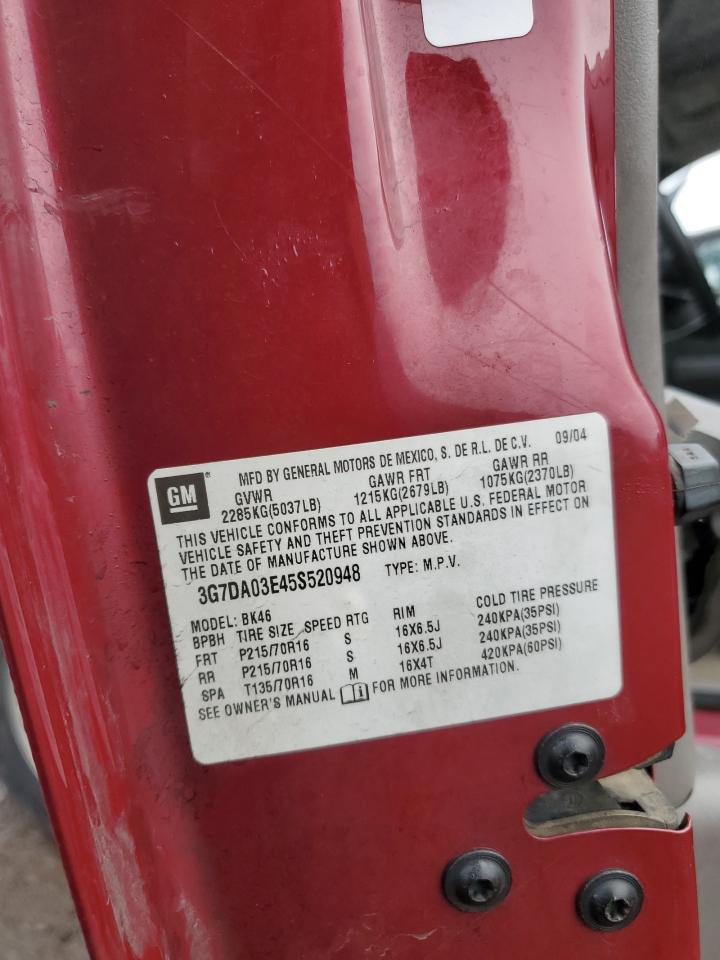 GM
MFD BY GENERAL MOTORS DE MEXICO, S. DE R.L. DE C.V. 09/04
GVWR GAWR FRT GAWR RR
2285KG(5037LB) 1215KG(2679LB) 1075KG(2370LB)
THIS VEHICLE CONFORMS TO ALL APPLICABLE U.S. FEDERAL MOTOR
VEHICLE SAFETY AND THEFT PREVENTION STANDARDS IN EFFECT ON
THE DATE OF MANUFACTURE SHOWN ABOVE.
3G7DA03E45S520948 TYPE: M.P.V.
MODEL: BK46
BPBH TIRE SIZE SPEED RTG RIM COLD TIRE PRESSURE
FRT P215/70R16 S 16X6.5J 240KPA(35PSI)
RR P215/70R16 S 16X6.5J 240KPA(35PSI)
SPA T135/70R16 M 16X4T 420KPA(60PSI)
SEE OWNER'S MANUAL i FOR MORE INFORMATION.